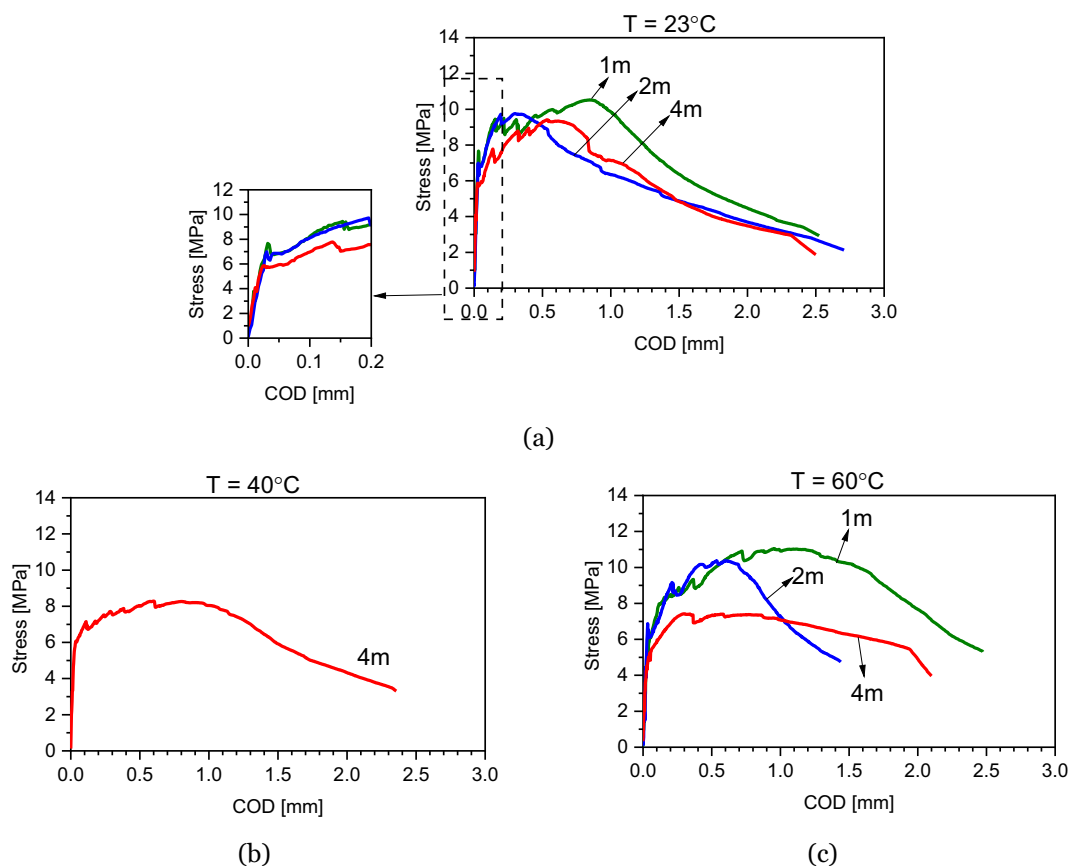 T = 23°C
14
12
10
8
6
4
2
0
Stress [MPa]
1m
2m
4m
0.0 0.5 1.0 1.5 2.0 2.5 3.0
COD [mm]
12
10
8
6
4
2
0
Stress [MPa]
0.0 0.1 0.2
COD [mm]
(a)
T = 40°C
14
12
10
8
6
4
2
0
Stress [MPa]
4m
0.0 0.5 1.0 1.5 2.0 2.5 3.0
COD [mm]
(b)
T = 60°C
14
12
10
8
6
4
2
0
Stress [MPa]
1m
2m
4m
0.0 0.5 1.0 1.5 2.0 2.5 3.0
COD [mm]
(c)